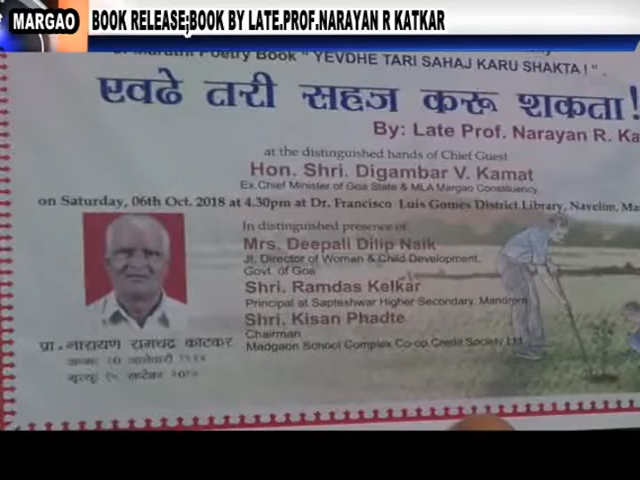 MARGAO
BOOK RELEASE;BOOK BY LATE.PROF.NARAYAN R KATKAR
Marathi Poetry Book " YEVDHE TARI SAHAJ KARU SHAKTA ! " .
एवढे तरी सहज करू शकता!
By: Late Prof. Narayan R. Ka
at the distinguished hands of Chief Guest
Hon. Shri. Digambar V. Kamat
Ex.Chief Minister of Goa State & MLA Margao Constituency.
on Saturday, 06th Oct. 2018 at 4.30pm at Dr. Francisco Luis Gomes District Library, Navelim, Ma
In distinguished presence of
Mrs. Deepali Dilip Naik
Jt. Director of Woman & Child Development.
Govt. of Goa
Shri. Ramdas Kelkar
Principal at Sapteshwar Higher Secondary. Mandrem
Shri. Kisan Phadte
Chairman
Madgaon School Complex Co-op Credit Society Ltd
प्रा. नारायण रामचंद्र काटकर
जन्मः २० जानेवारी
मृत्यूः १५ सप्टेंबर